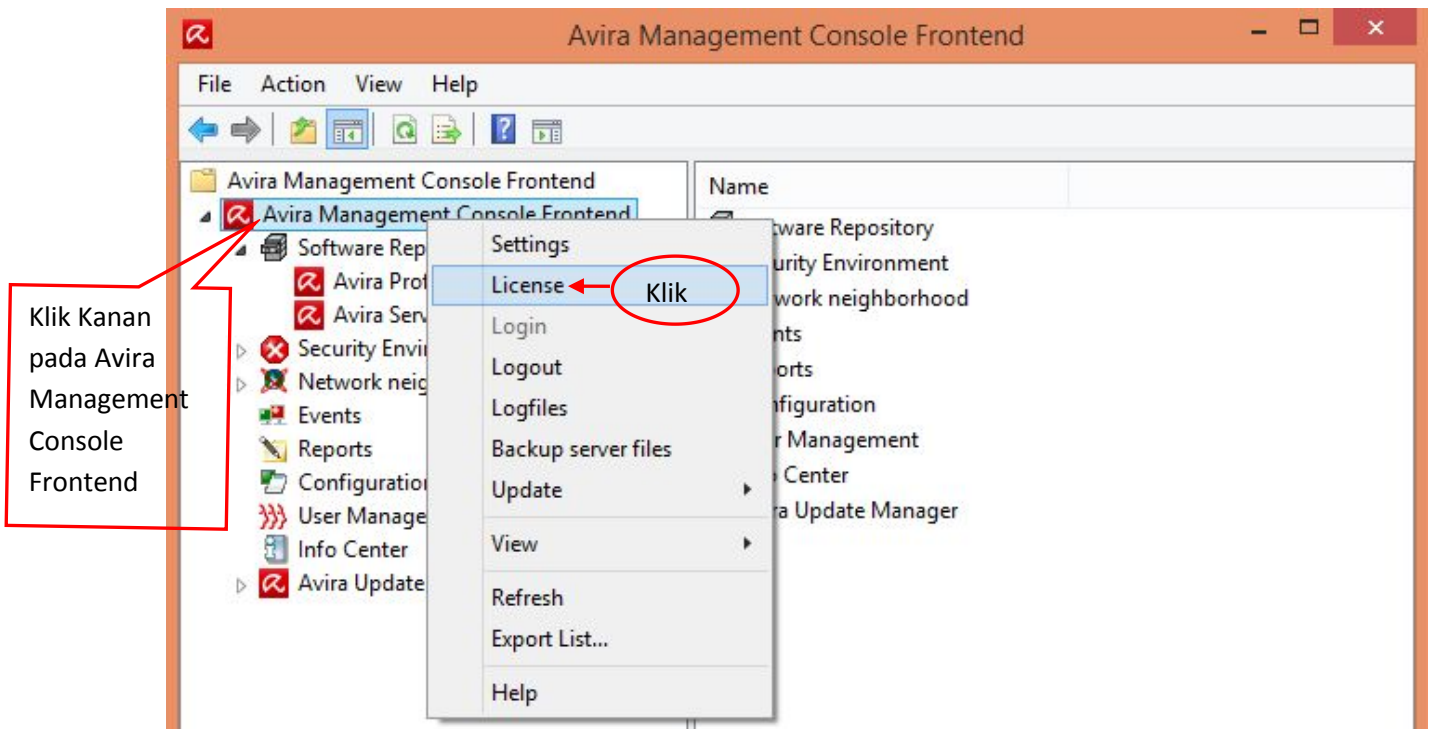 Avira Management Console Frontend
File Action View Help
Avira Management Console Frontend
Avira Management Console Frontend
Software Rep
Avira Prof
Avira Serv
Security Envi
Network neig
Events
Reports
Configuration
User Manage
Info Center
Avira Update
Settings
License
Login
Logout
Logfiles
Backup server files
Update
View
Refresh
Export List...
Help
Klik
Name
tware Repository
urity Environment
work neighborhood
nts
orts
nfiguration
r Management
Center
ra Update Manager
Klik Kanan
pada Avira
Management
Console
Frontend